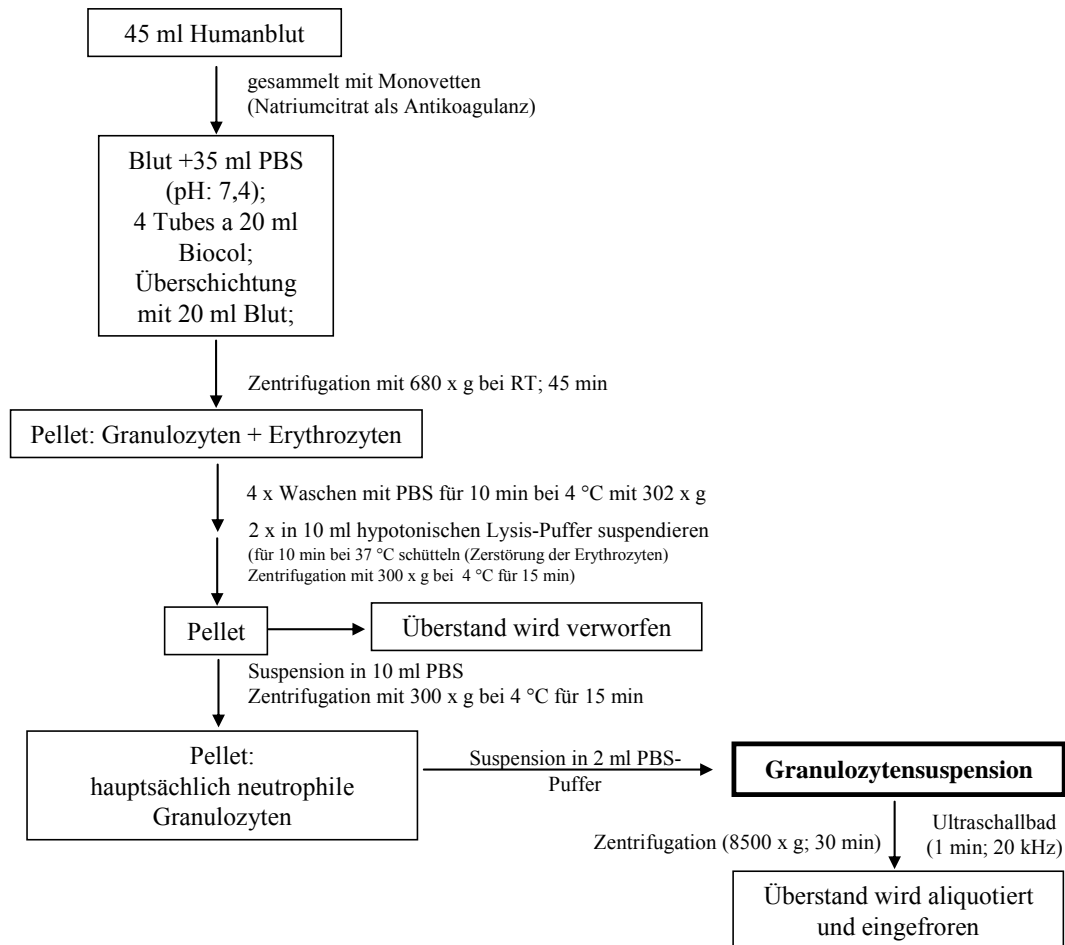 45 ml Humanblut
gesammelt mit Monovetten
(Natriumcitrat als Antikoagulanz)
Blut +35 ml PBS
(pH: 7,4);
4 Tubes a 20 ml
Biocol;
Überschichtung
mit 20 ml Blut;
Zentrifugation mit 680 x g bei RT; 45 min
Pellet: Granulozyten + Erythrozyten
4 x Waschen mit PBS für 10 min bei 4 °C mit 302 x g
2 x in 10 ml hypotonischen Lysis-Puffer suspendieren
(für 10 min bei 37 °C schütteln (Zerstörung der Erythrozyten)
Zentrifugation mit 300 x g bei 4 °C für 15 min)
Pellet
Überstand wird verworfen
Suspension in 10 ml PBS
Zentrifugation mit 300 x g bei 4 °C für 15 min
Pellet:
hauptsächlich neutrophile
Granulozyten
Suspension in 2 ml PBS-
Puffer
Granulozytensuspension
Zentrifugation (8500 x g; 30 min)
Ultraschallbad
(1 min; 20 kHz)
Überstand wird aliquotiert
und eingefroren